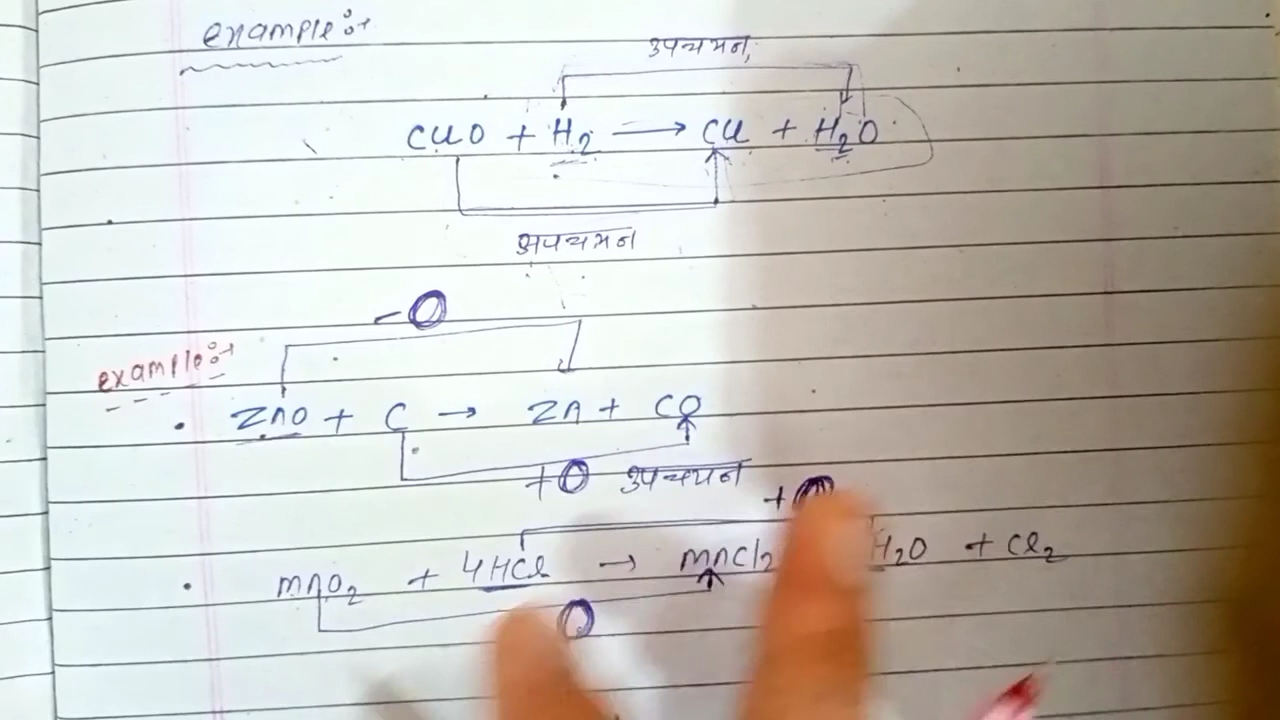 example:-
उपचयन,
CuO + H2 → Cu + H2O
अपचयन
-O
example:-
• ZnO + C → Zn + CO
+O उपचयन
+O
• MnO2 + 4HCl → MnCl2 H2O + Cl2
O